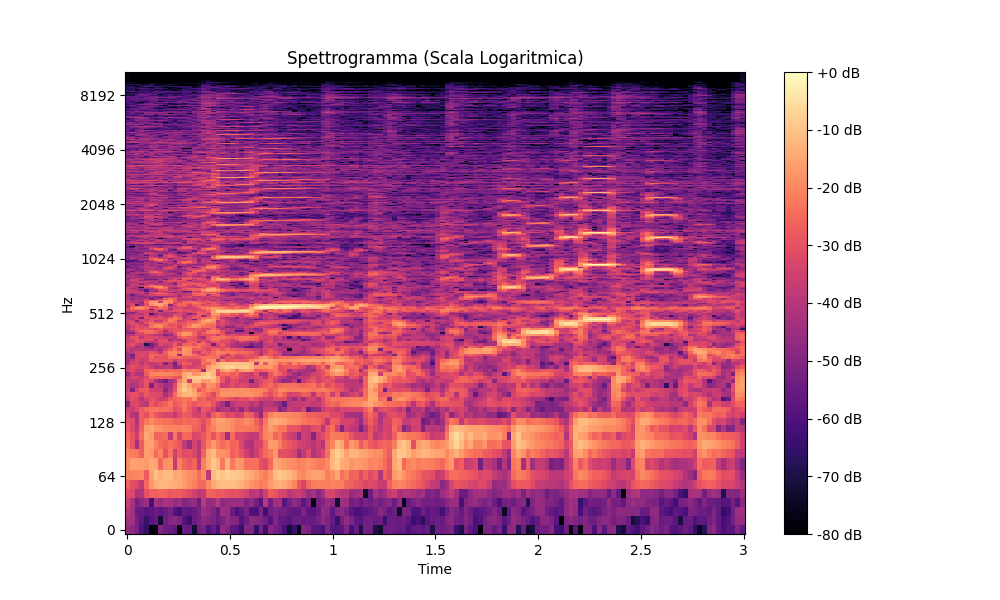 Spettrogramma (Scala Logaritmica)
Hz
8192
4096
2048
1024
512
256
128
64
0
0 0.5 1 1.5 2 2.5 3
Time
+0 dB
-10 dB
-20 dB
-30 dB
-40 dB
-50 dB
-60 dB
-70 dB
-80 dB